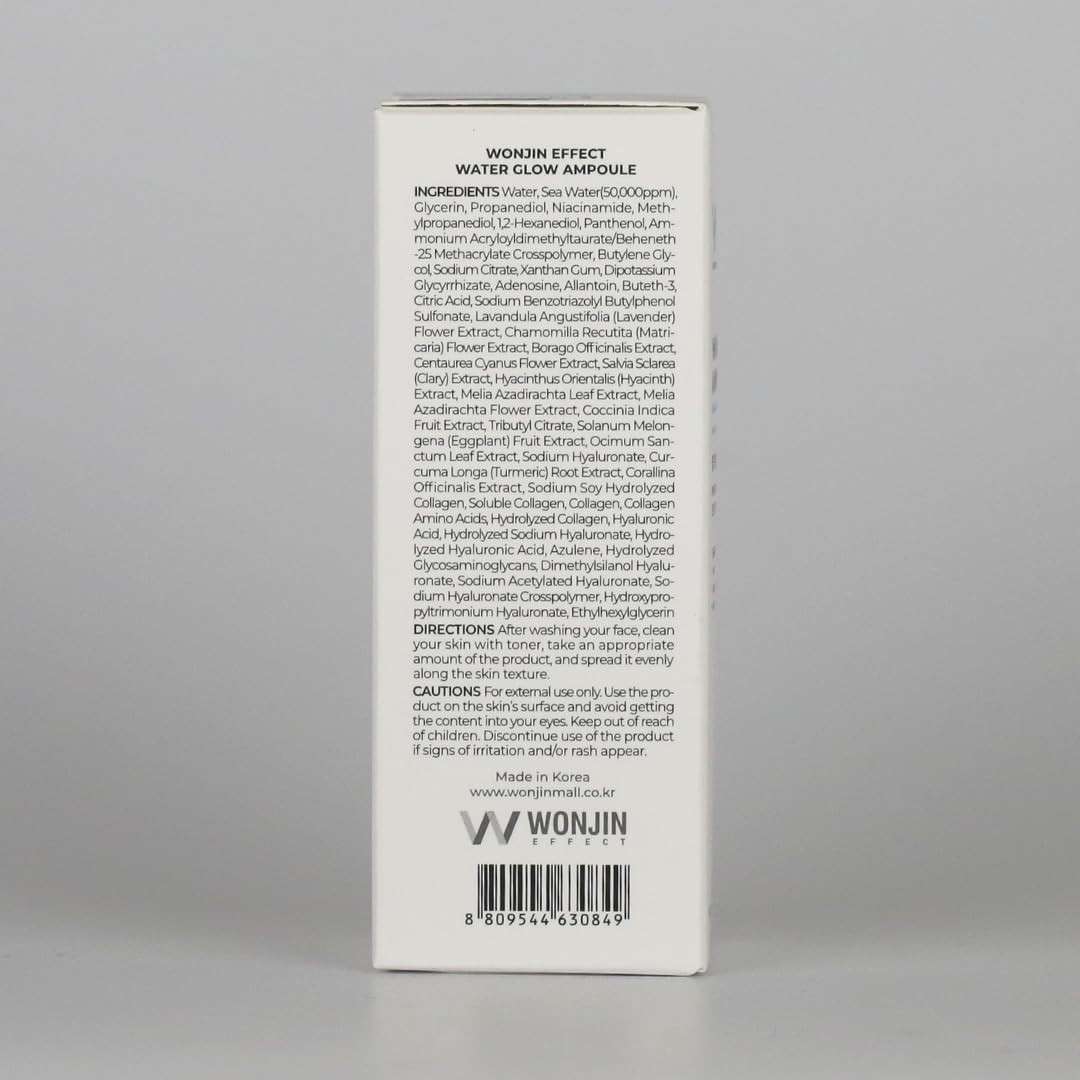 WONJIN EFFECT
WATER GLOW AMPOULE
INGREDIENTS Water, Sea Water(50,000ppm),
Glycerin, Propanediol, Niacinamide, Meth-
ylpropanediol, 1,2-Hexanediol, Panthenol, Am-
monium Acryloyldimethyltaurate/Beheneth
-25 Methacrylate Crosspolymer, Butylene Gly-
col, Sodium Citrate, Xanthan Gum, Dipotassium
Glycyrrhizate, Adenosine, Allantoin, Buteth-3,
Citric Acid, Sodium Benzotriazolyl Butylphenol
Sulfonate, Lavandula Angustifolia (Lavender)
Flower Extract, Chamomilla Recutita (Matri-
caria) Flower Extract, Borago Officinalis Extract,
Centaurea Cyanus Flower Extract, Salvia Sclarea
(Clary) Extract, Hyacinthus Orientalis (Hyacinth)
Extract, Melia Azadirachta Leaf Extract, Melia
Azadirachta Flower Extract, Coccinia Indica
Fruit Extract, Tributyl Citrate, Solanum Melon-
gena (Eggplant) Fruit Extract, Ocimum San-
ctum Leaf Extract, Sodium Hyaluronate, Cur-
cuma Longa (Turmeric) Root Extract, Corallina
Officinalis Extract, Sodium Soy Hydrolyzed
Collagen, Soluble Collagen, Collagen, Collagen
Amino Acids, Hydrolyzed Collagen, Hyaluronic
Acid, Hydrolyzed Sodium Hyaluronate, Hydro-
lyzed Hyaluronic Acid, Azulene, Hydrolyzed
Glycosaminoglycans, Dimethylsilanol Hyalu-
ronate, Sodium Acetylated Hyaluronate, So-
dium Hyaluronate Crosspolymer, Hydroxypro-
pyltrimonium Hyaluronate, Ethylhexylglycerin
DIRECTIONS After washing your face, clean
your skin with toner, take an appropriate
amount of the product, and spread it evenly
along the skin texture.
CAUTIONS For external use only. Use the pro-
duct on the skin's surface and avoid getting
the content into your eyes. Keep out of reach
of children. Discontinue use of the product
if signs of irritation and/or rash appear.
Made in Korea
www.wonjinmall.co.kr
WONJIN
EFFECT
8 809544 630849